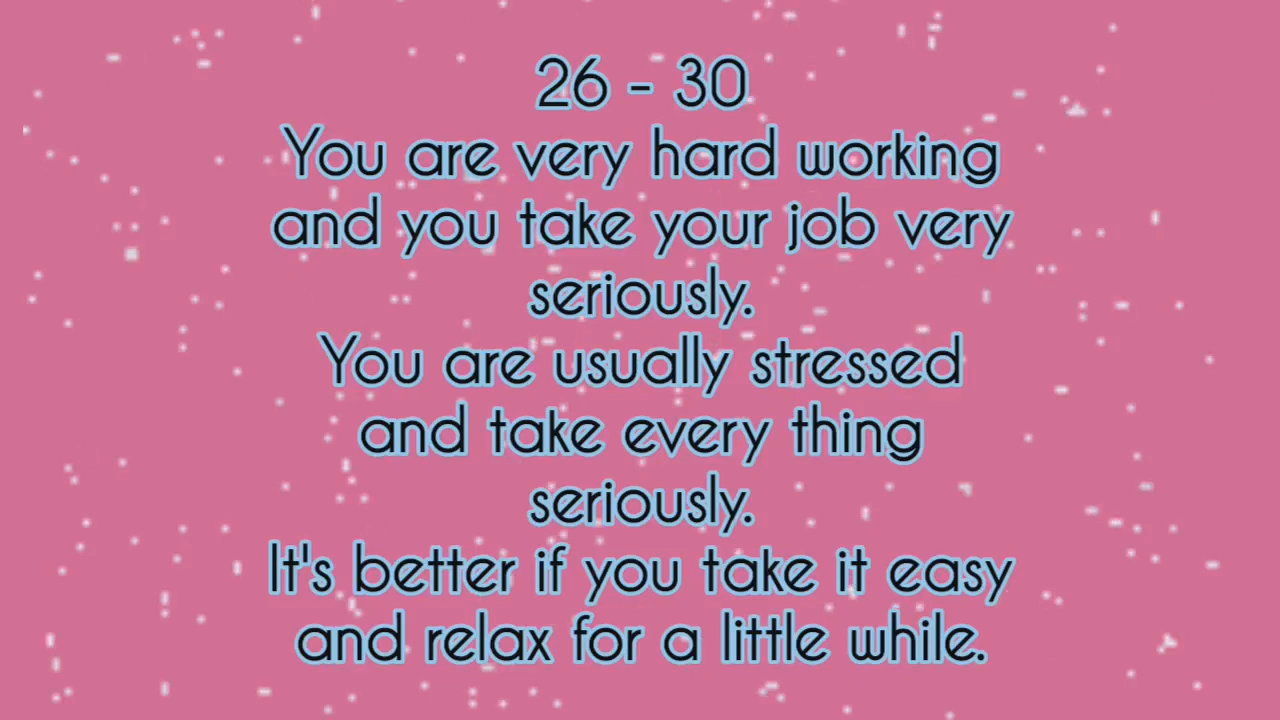 26 - 30
You are very hard working
and you take your job very
seriously.
You are usually stressed
and take every thing
seriously.
It's better if you take it easy
and relax for a little while.